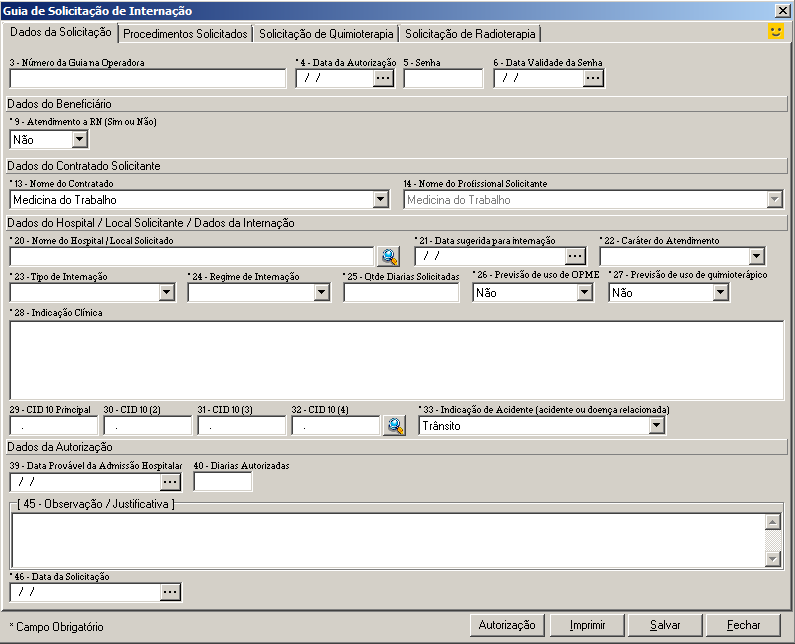 Guia de Solicitação de Internação
Dados da Solicitação Procedimentos Solicitados Solicitação de Quimioterapia Solicitação de Radioterapia
3 - Número da Guia na Operadora * 4 - Data da Autorização 5 - Senha 6 - Data Validade da Senha
/ / ... / / ...
Dados do Beneficiário
* 9 - Atendimento a RN (Sim ou Não)
Não
Dados do Contratado Solicitante
* 13 - Nome do Contratado 14 - Nome do Profissional Solicitante
Medicina do Trabalho Medicina do Trabalho
Dados do Hospital / Local Solicitante / Dados da Internação
* 20 - Nome do Hospital / Local Solicitado * 21 - Data sugerida para internação * 22 - Caráter do Atendimento
/ / ...
* 23 - Tipo de Internação * 24 - Regime de Internação * 25 - Qtde Diarias Solicitadas * 26 - Previsão de uso de OPME * 27 - Previsão de uso de quimioterápico
Não Não
* 28 - Indicação Clínica
29 - CID 10 Principal 30 - CID 10 (2) 31 - CID 10 (3) 32 - CID 10 (4) * 33 - Indicação de Acidente (acidente ou doença relacionada)
. . . . Trânsito
Dados da Autorização
39 - Data Provável da Admissão Hospitalar 40 - Diarias Autorizadas
/ / ...
[ 45 - Observação / Justificativa ]
* 46 - Data da Solicitação
/ / ...
* Campo Obrigatório Autorização Imprimir Salvar Fechar